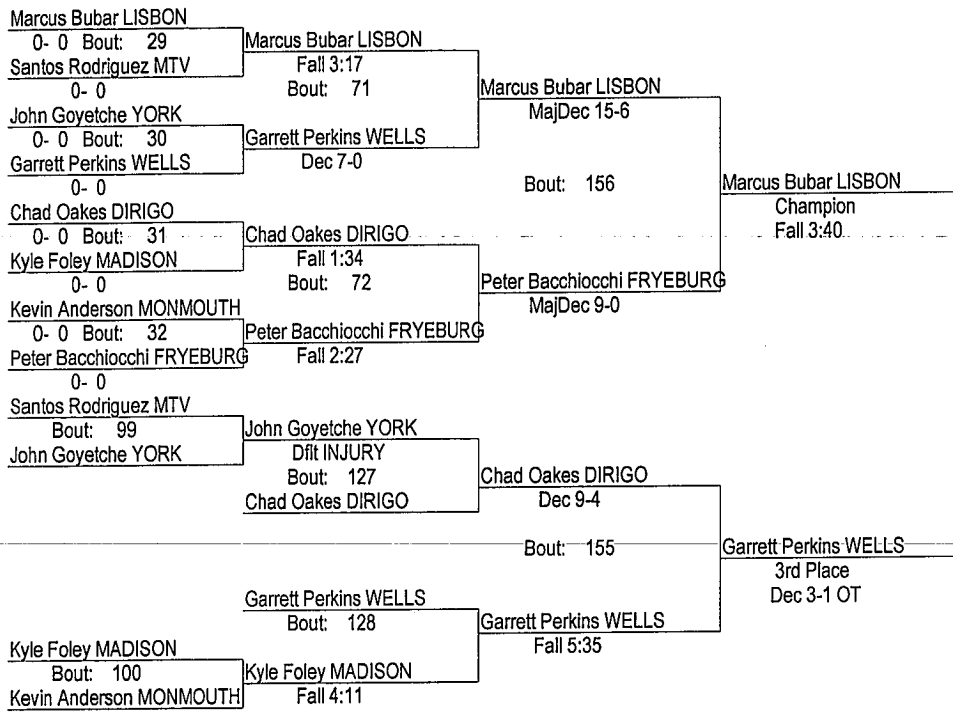 Marcus Bubar LISBON
0- 0 Bout: 29
Santos Rodriguez MTV
0- 0
John Goyetche YORK
0- 0 Bout: 30
Garrett Perkins WELLS
0- 0
Chad Oakes DIRIGO
0- 0 Bout: 31
Kyle Foley MADISON
0- 0
Kevin Anderson MONMOUTH
0- 0 Bout: 32
Peter Bacchiocchi FRYEBURG
0- 0
Santos Rodriguez MTV
Bout: 99
John Goyetche YORK
Kyle Foley MADISON
Bout: 100
Kevin Anderson MONMOUTH
Marcus Bubar LISBON
Fall 3:17
Bout: 71
Garrett Perkins WELLS
Dec 7-0
Chad Oakes DIRIGO
Fall 1:34
Bout: 72
Peter Bacchiocchi FRYEBURG
Fall 2:27
John Goyetche YORK
Dflt INJURY
Bout: 127
Chad Oakes DIRIGO
Garrett Perkins WELLS
Bout: 128
Kyle Foley MADISON
Fall 4:11
Marcus Bubar LISBON
MajDec 15-6
Bout: 156
Peter Bacchiocchi FRYEBURG
MajDec 9-0
Chad Oakes DIRIGO
Dec 9-4
Bout: 155
Garrett Perkins WELLS
Fall 5:35
Marcus Bubar LISBON
Champion
Fall 3:40
Garrett Perkins WELLS
3rd Place
Dec 3-1 OT